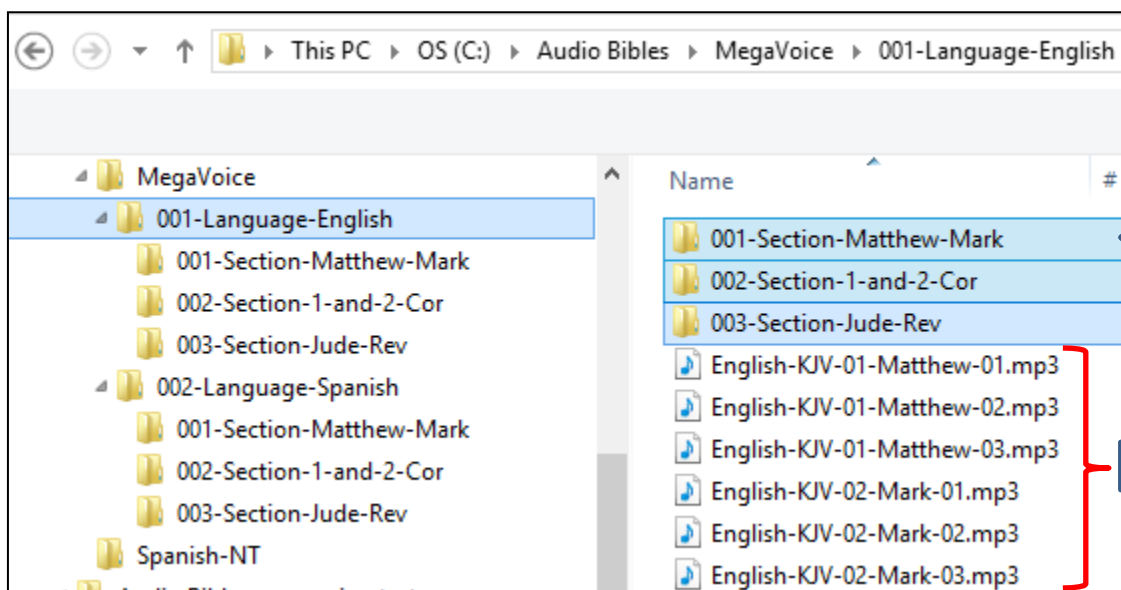 This PC OS (C:) Audio Bibles MegaVoice 001-Language-English
MegaVoice
001-Language-English
001-Section-Matthew-Mark
002-Section-1-and-2-Cor
003-Section-Jude-Rev
002-Language-Spanish
001-Section-Matthew-Mark
002-Section-1-and-2-Cor
003-Section-Jude-Rev
Spanish-NT
Name #
001-Section-Matthew-Mark
002-Section-1-and-2-Cor
003-Section-Jude-Rev
English-KJV-01-Matthew-01.mp3
English-KJV-01-Matthew-02.mp3
English-KJV-01-Matthew-03.mp3
English-KJV-02-Mark-01.mp3
English-KJV-02-Mark-02.mp3
English-KJV-02-Mark-03.mp3